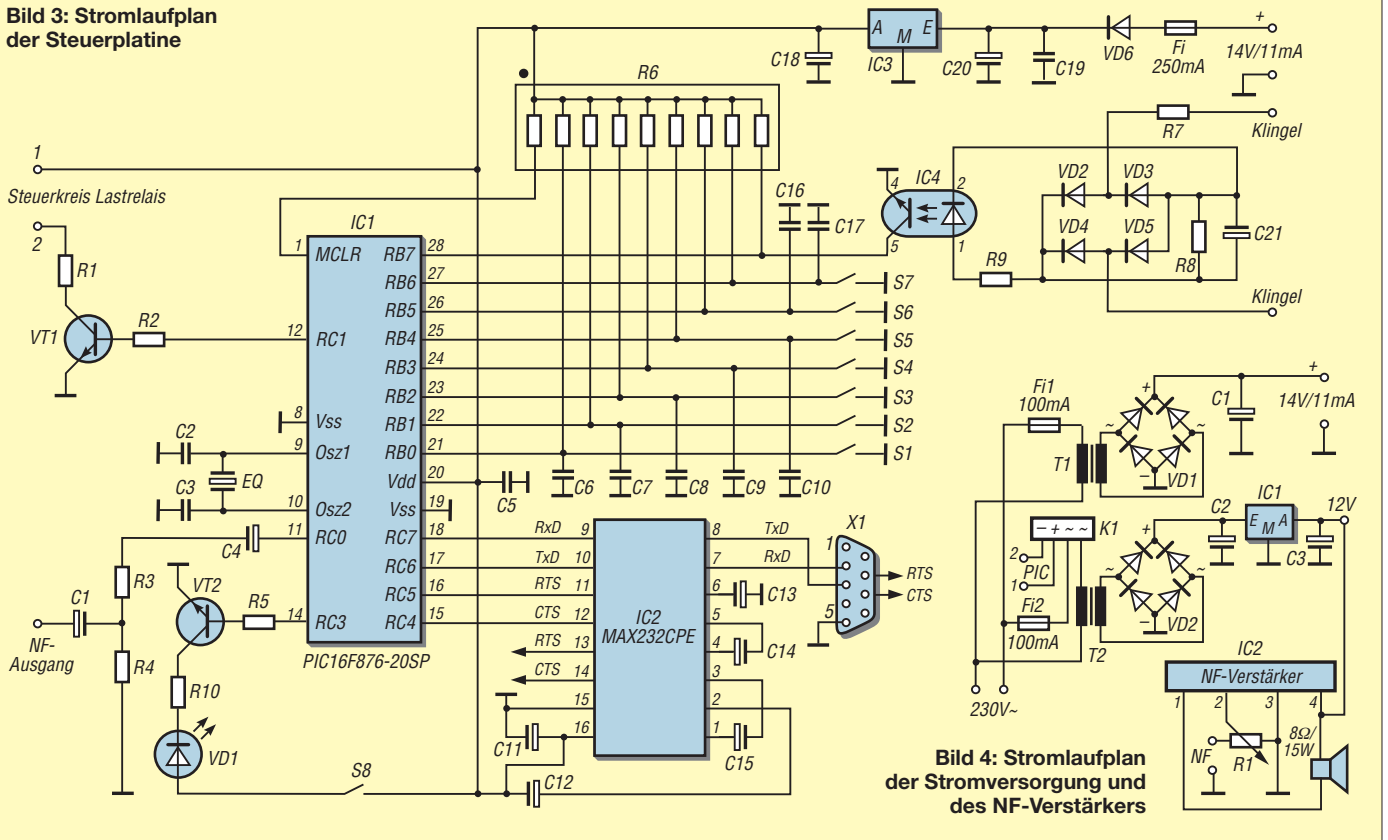 Bild 3: Stromlaufplan
der Steuerplatine
A M E
IC3
C18
C20
C19
VD6
Fi
250mA
+
14V/11mA
R6
R7
Klingel
1
Steuerkreis Lastrelais
2
R1
R2
VT1
IC4
4
2
5
1
VD2
VD3
VD4
VD5
R8
C21
R9
Klingel
C16
C17
IC1
1 MCLR RB7 28
RB6 27
RB5 26
12 RC1 RB4 25
RB3 24
RB2 23
8 Vss RB1 22
9 Osz1 RB0 21
Vdd 20
10 Osz2 Vss 19
11 RC0 RC7 18
RC6 17
RC5 16
14 RC3 RC4 15
PIC16F876-20SP
S7
S6
S5
S4
S3
S2
S1
C2
EQ
C3
C4
C5
C6
C7
C8
C9
C10
C1
NF-
Ausgang
R3
R4
VT2
R5
R10
VD1
S8
RxD 9
TxD 10
RTS 11
CTS 12
RTS 13
CTS 14
15
16
IC2
MAX232CPE
8 TxD
7 RxD
6 C13
5
4 C14
3
2
1 C15
C11
C12
X1
1
5
RTS
CTS
Fi1
100mA
T1
+
~ ~
–
VD1
C1
+
14V/11mA
– + ~ ~ K1
2
PIC
1
Fi2
100mA
T2
230V~
+
~ ~
–
VD2
C2
IC1
E M A
12V
C3
IC2
NF-Verstärker
1 2 3 4
NF
R1
8Ω/
15W
Bild 4: Stromlaufplan
der Stromversorgung und
des NF-Verstärkers